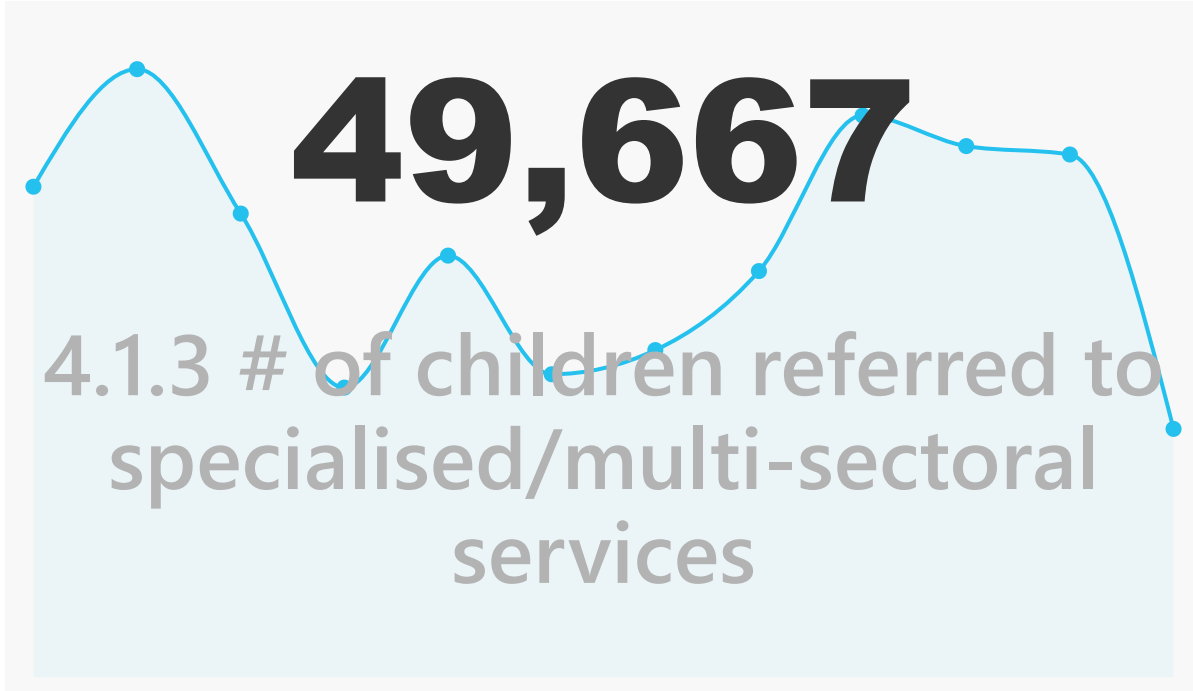 49,667
4.1.3 # of children referred to
specialised/multi-sectoral
services